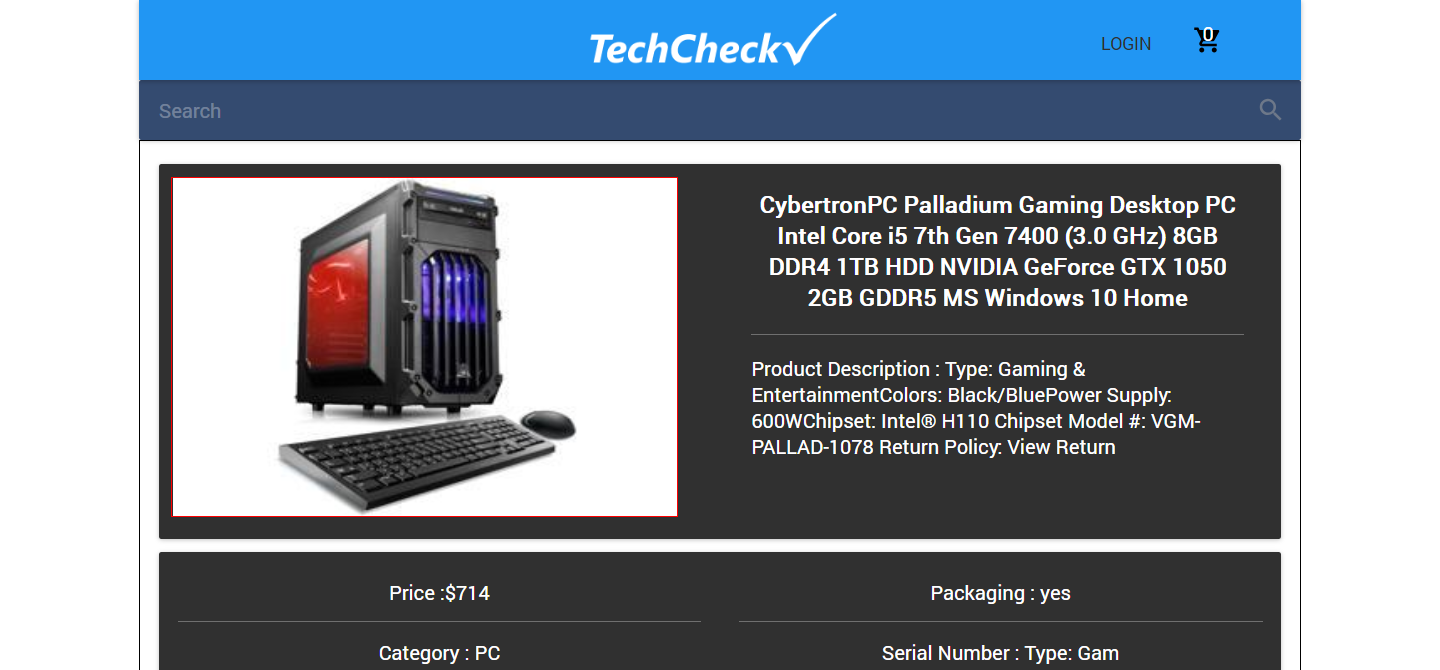 TechCheck
LOGIN
0
Search
CybertronPC Palladium Gaming Desktop PC
Intel Core i5 7th Gen 7400 (3.0 GHz) 8GB
DDR4 1TB HDD NVIDIA GeForce GTX 1050
2GB GDDR5 MS Windows 10 Home
Product Description : Type: Gaming &
EntertainmentColors: Black/BluePower Supply:
600WChipset: Intel® H110 Chipset Model #: VGM-
PALLAD-1078 Return Policy: View Return
Price :$714
Packaging : yes
Category : PC
Serial Number : Type: Gam